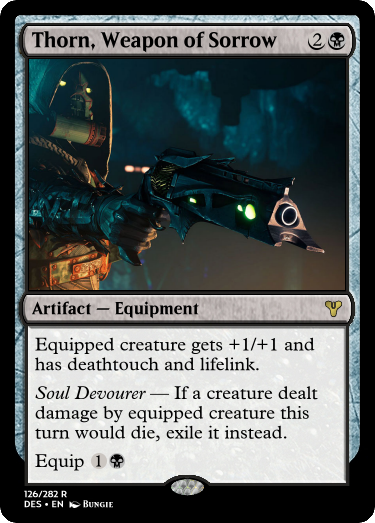 Thorn, Weapon of Sorrow 2
Artifact — Equipment
Equipped creature gets +1/+1 and
has deathtouch and lifelink.
Soul Devourer — If a creature dealt
damage by equipped creature this
turn would die, exile it instead.
Equip 1
126/282 R
DES • EN Bungie